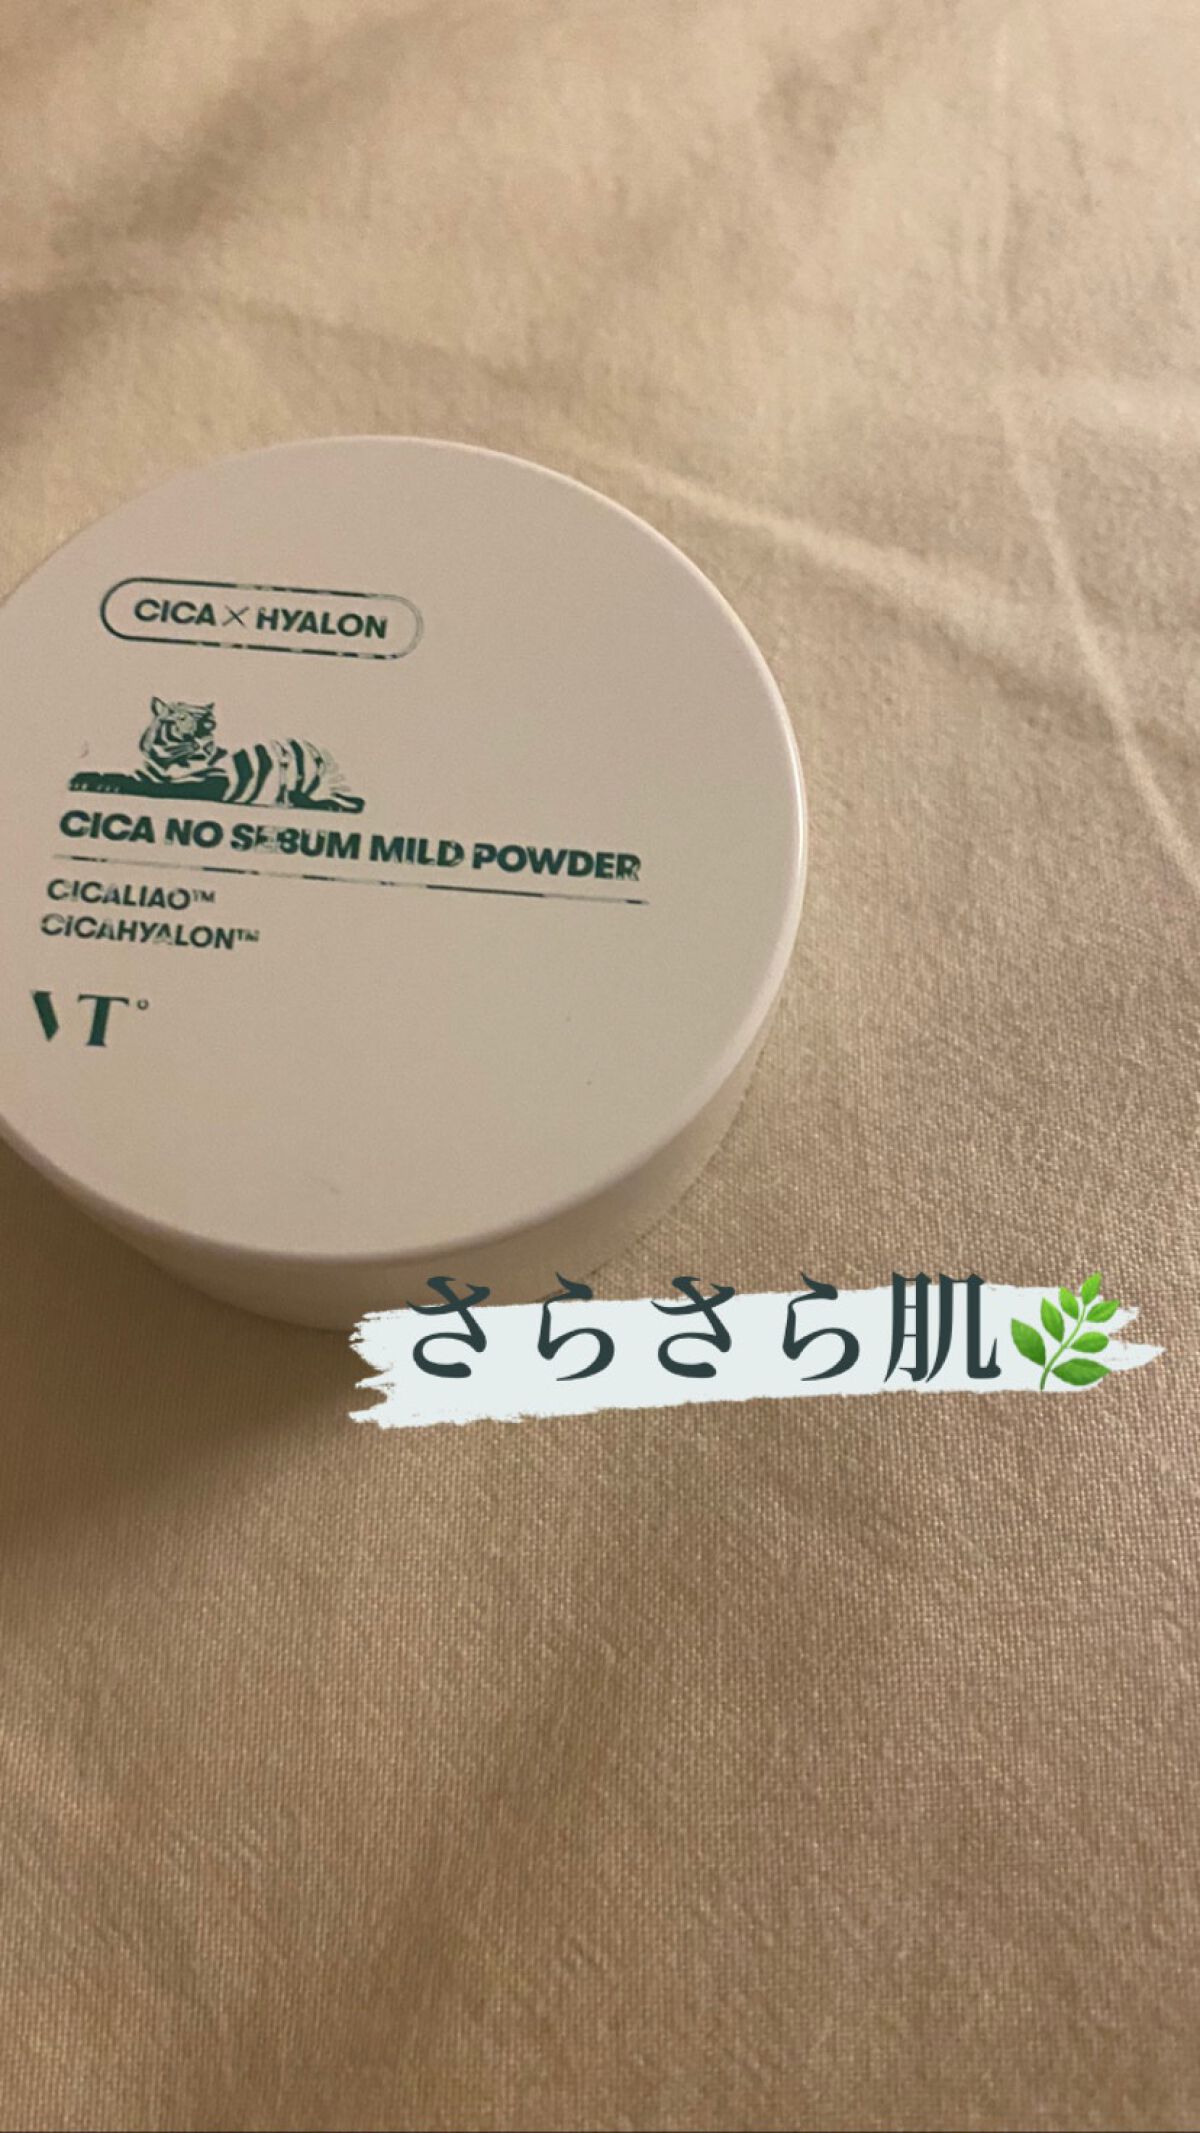 CICA×HYALON
CICA NO SEBUM MILD POWDER
CICALIAO™
CICAHYALON™
VT
さらさら肌🌿